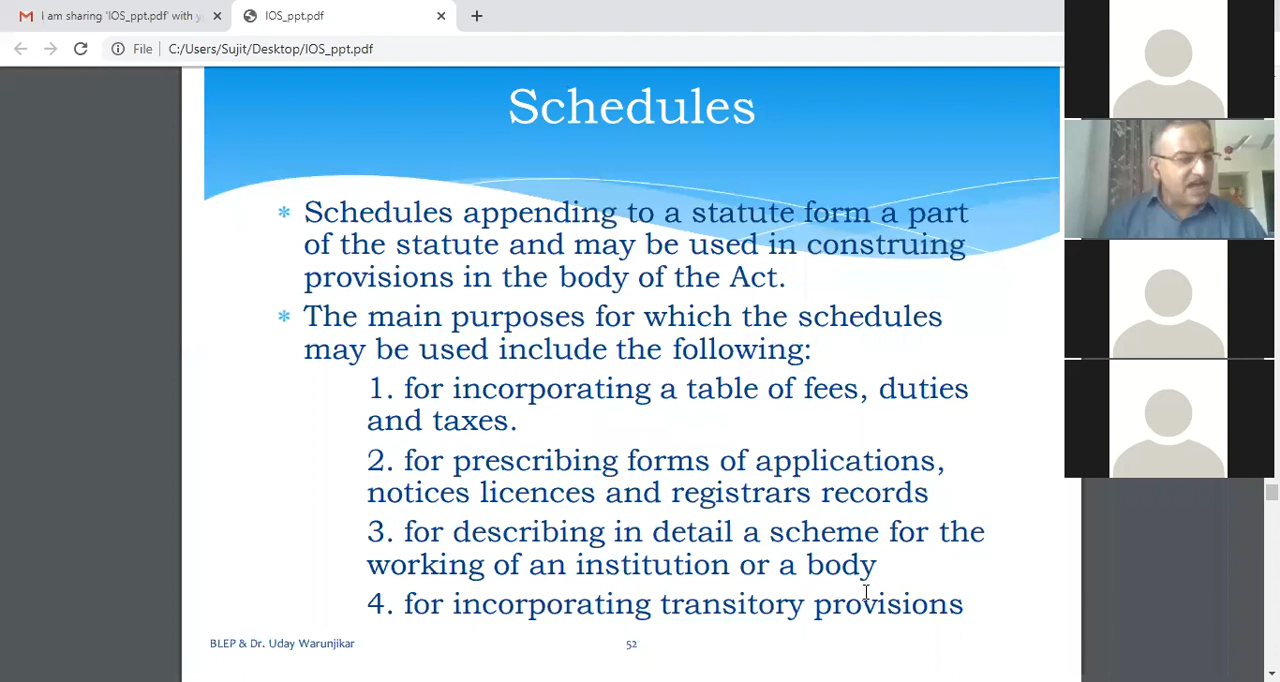 I am sharing 'IOS_ppt.pdf' with
IOS_ppt.pdf
File
C:/Users/Sujit/Desktop/IOS_ppt.pdf
Schedules
* Schedules appending to a statute form a part
of the statute and may be used in construing
provisions in the body of the Act.
* The main purposes for which the schedules
may be used include the following:
1. for incorporating a table of fees, duties
and taxes.
2. for prescribing forms of applications,
notices licences and registrars records
3. for describing in detail a scheme for the
working of an institution or a body
4. for incorporating transitory provisions
BLEP & Dr. Uday Warunjikar
52